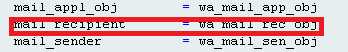 mail_appl_obj = wa_mail_app_obj
mail_recipient = wa_mail_rec_obj
mail_sender = wa_mail_sen_obj